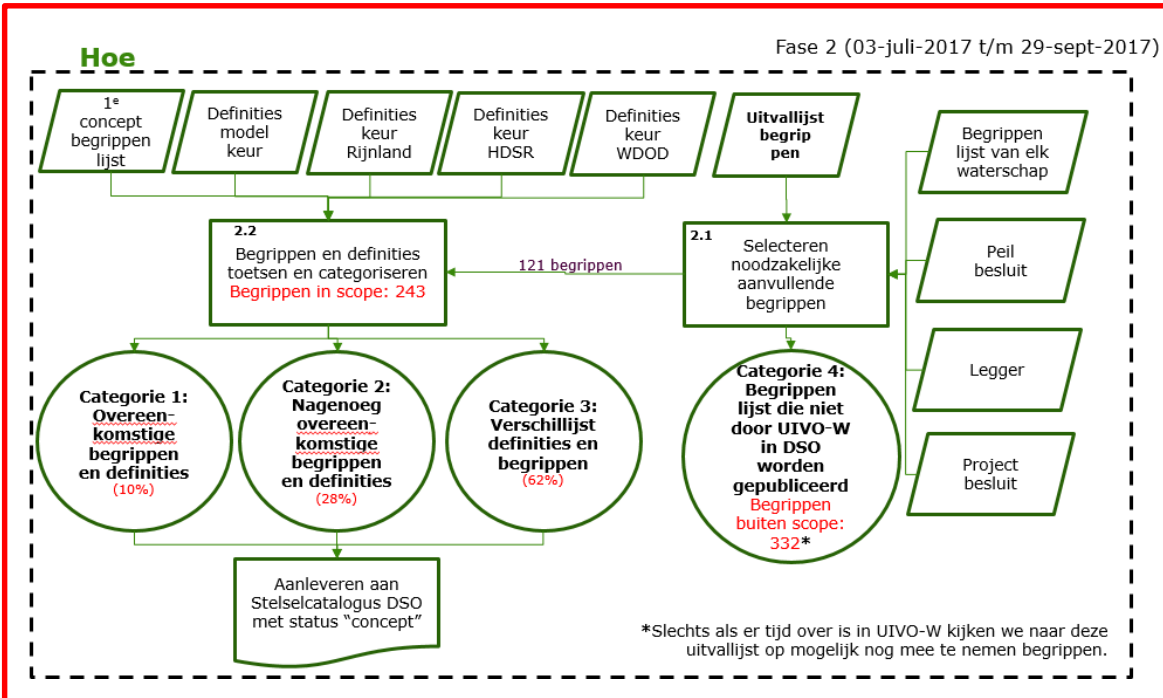 Hoe
Fase 2 (03-juli-2017 t/m 29-sept-2017)
1e
concept
begrippen
lijst
Definities
model
keur
Definities
keur
Rijnland
Definities
keur
HDSR
Definities
keur
WDOD
Uitvallijst
begrip
pen
Begrippen
lijst van elk
waterschap
2.2
Begrippen en definities
toetsen en categoriseren
Begrippen in scope: 243
121 begrippen
2.1
Selecteren
noodzakelijke
aanvullende
begrippen
Peil
besluit
Legger
Project
besluit
Categorie 1:
Overeen-
komstige
begrippen
en definities
(10%)
Categorie 2:
Nagenoeg
overeen-
komstige
begrippen
en definities
(28%)
Categorie 3:
Verschillijst
definities en
begrippen
(62%)
Categorie 4:
Begrippen
lijst die niet
door UIVO-W
in DSO
worden
gepubliceerd
Begrippen
buiten scope:
332*
Aanleveren aan
Stelselcatalogus DSO
met status “concept”
*Slechts als er tijd over is in UIVO-W kijken we naar deze
uitvallijst op mogelijk nog mee te nemen begrippen.